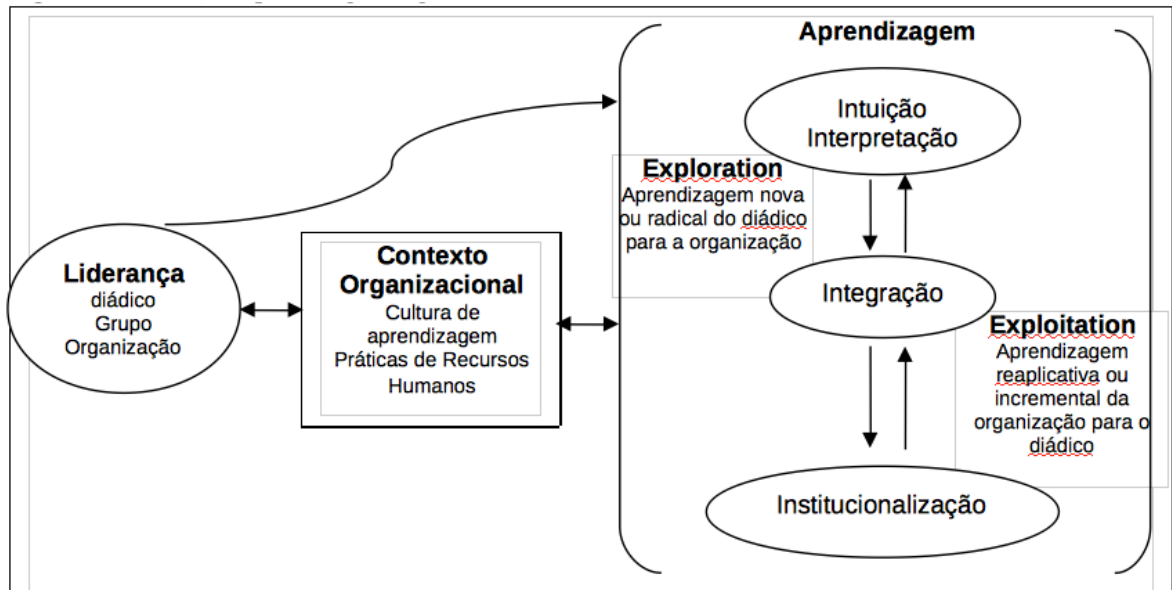 Aprendizagem
Intuição
Interpretação
Exploration
Aprendizagem nova
ou radical do diádico
para a organização
Liderança
diádico
Grupo
Organização
Contexto
Organizacional
Cultura de
aprendizagem
Práticas de Recursos
Humanos
Integração
Exploitation
Aprendizagem
reaplicativa ou
incremental da
organização para o
diádico
Institucionalização